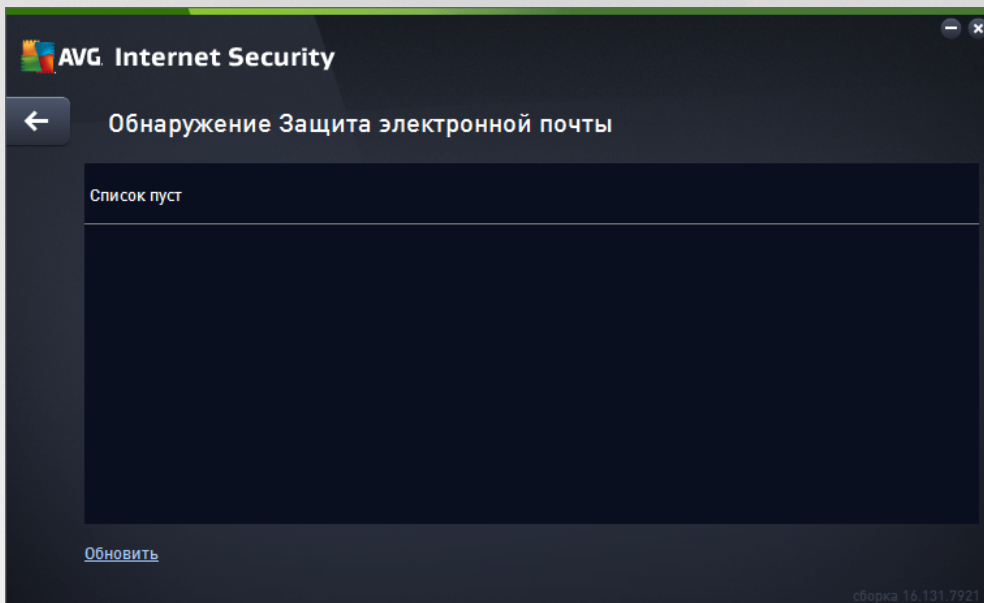 AVG Internet Security
Обнаружение Защита электронной почты
Список пуст
Обновить
сборка 16.131.7921